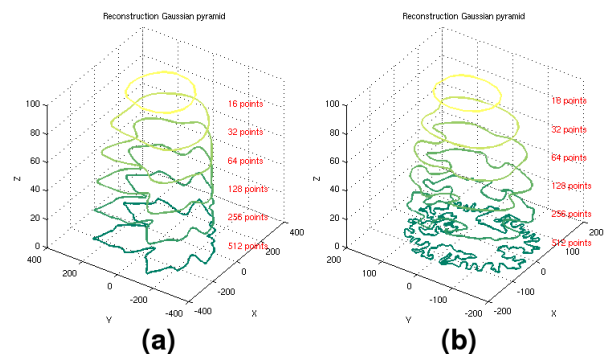 Reconstruction Gaussian pyramid
100
80
60
40
20
0
Z
400
200
0
-200
-400
Y
-400
-200
0
200
400
X
16 points
32 points
64 points
128 points
256 points
512 points
(a)
Reconstruction Gaussian pyramid
100
80
60
40
20
0
Z
200
100
0
-100
-200
Y
-200
-100
0
100
200
X
16 points
32 points
64 points
128 points
256 points
512 points
(b)